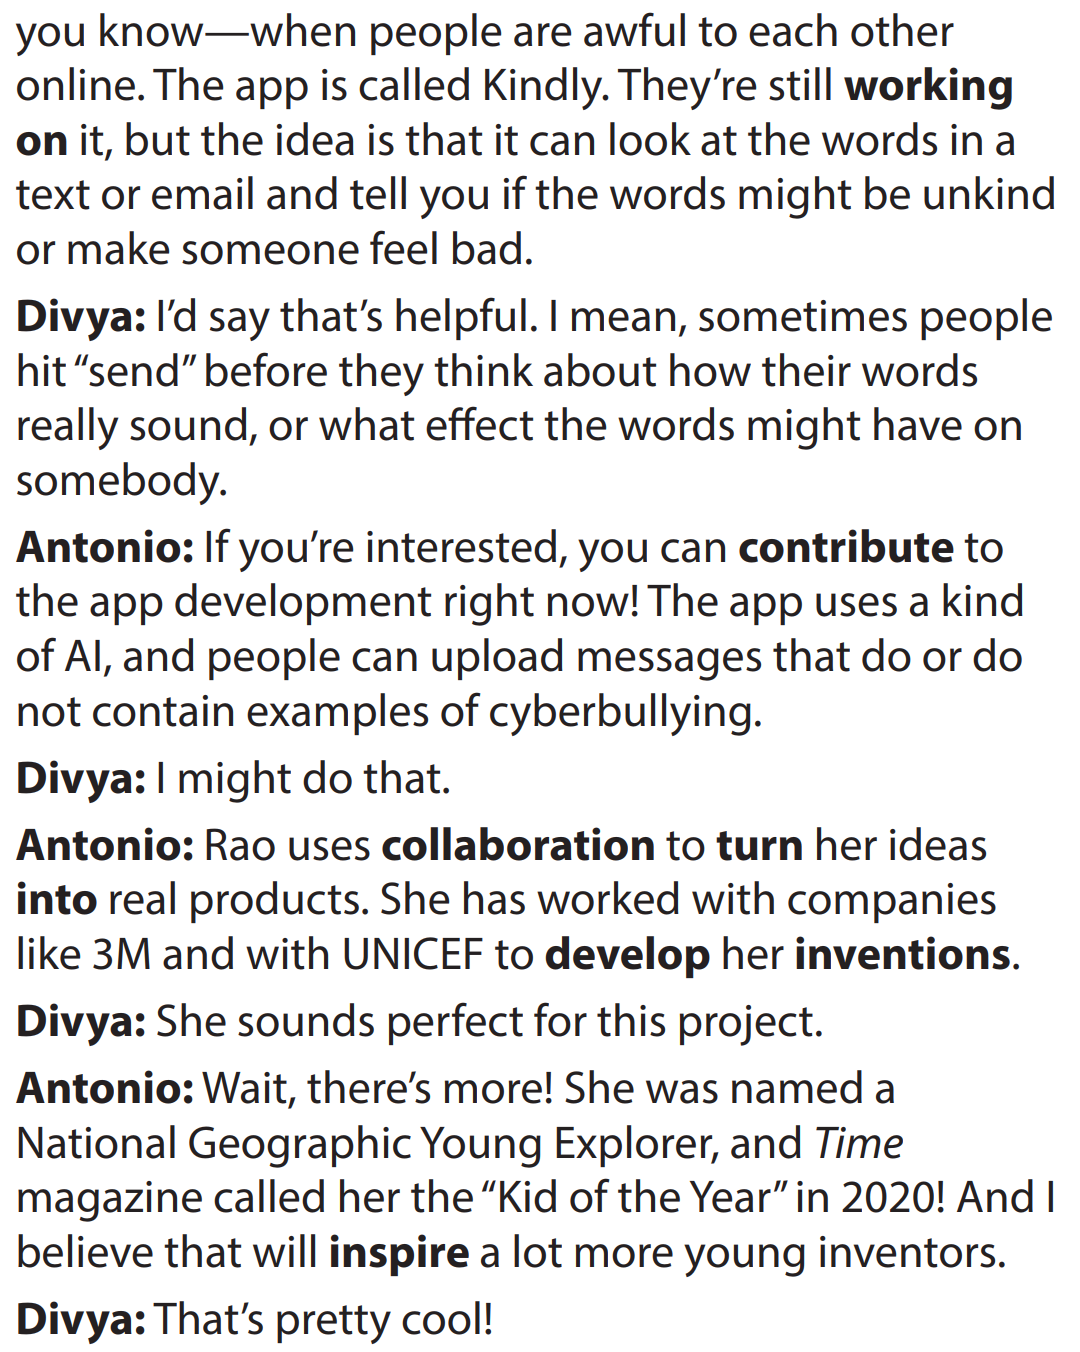 you know—when people are awful to each other
online. The app is called Kindly. They’re still working
on it, but the idea is that it can look at the words in a
text or email and tell you if the words might be unkind
or make someone feel bad.
Divya: I’d say that’s helpful. I mean, sometimes people
hit “send” before they think about how their words
really sound, or what effect the words might have on
somebody.
Antonio: If you’re interested, you can contribute to
the app development right now! The app uses a kind
of AI, and people can upload messages that do or do
not contain examples of cyberbullying.
Divya: I might do that.
Antonio: Rao uses collaboration to turn her ideas
into real products. She has worked with companies
like 3M and with UNICEF to develop her inventions.
Divya: She sounds perfect for this project.
Antonio: Wait, there’s more! She was named a
National Geographic Young Explorer, and Time
magazine called her the “Kid of the Year” in 2020! And I
believe that will inspire a lot more young inventors.
Divya: That’s pretty cool!